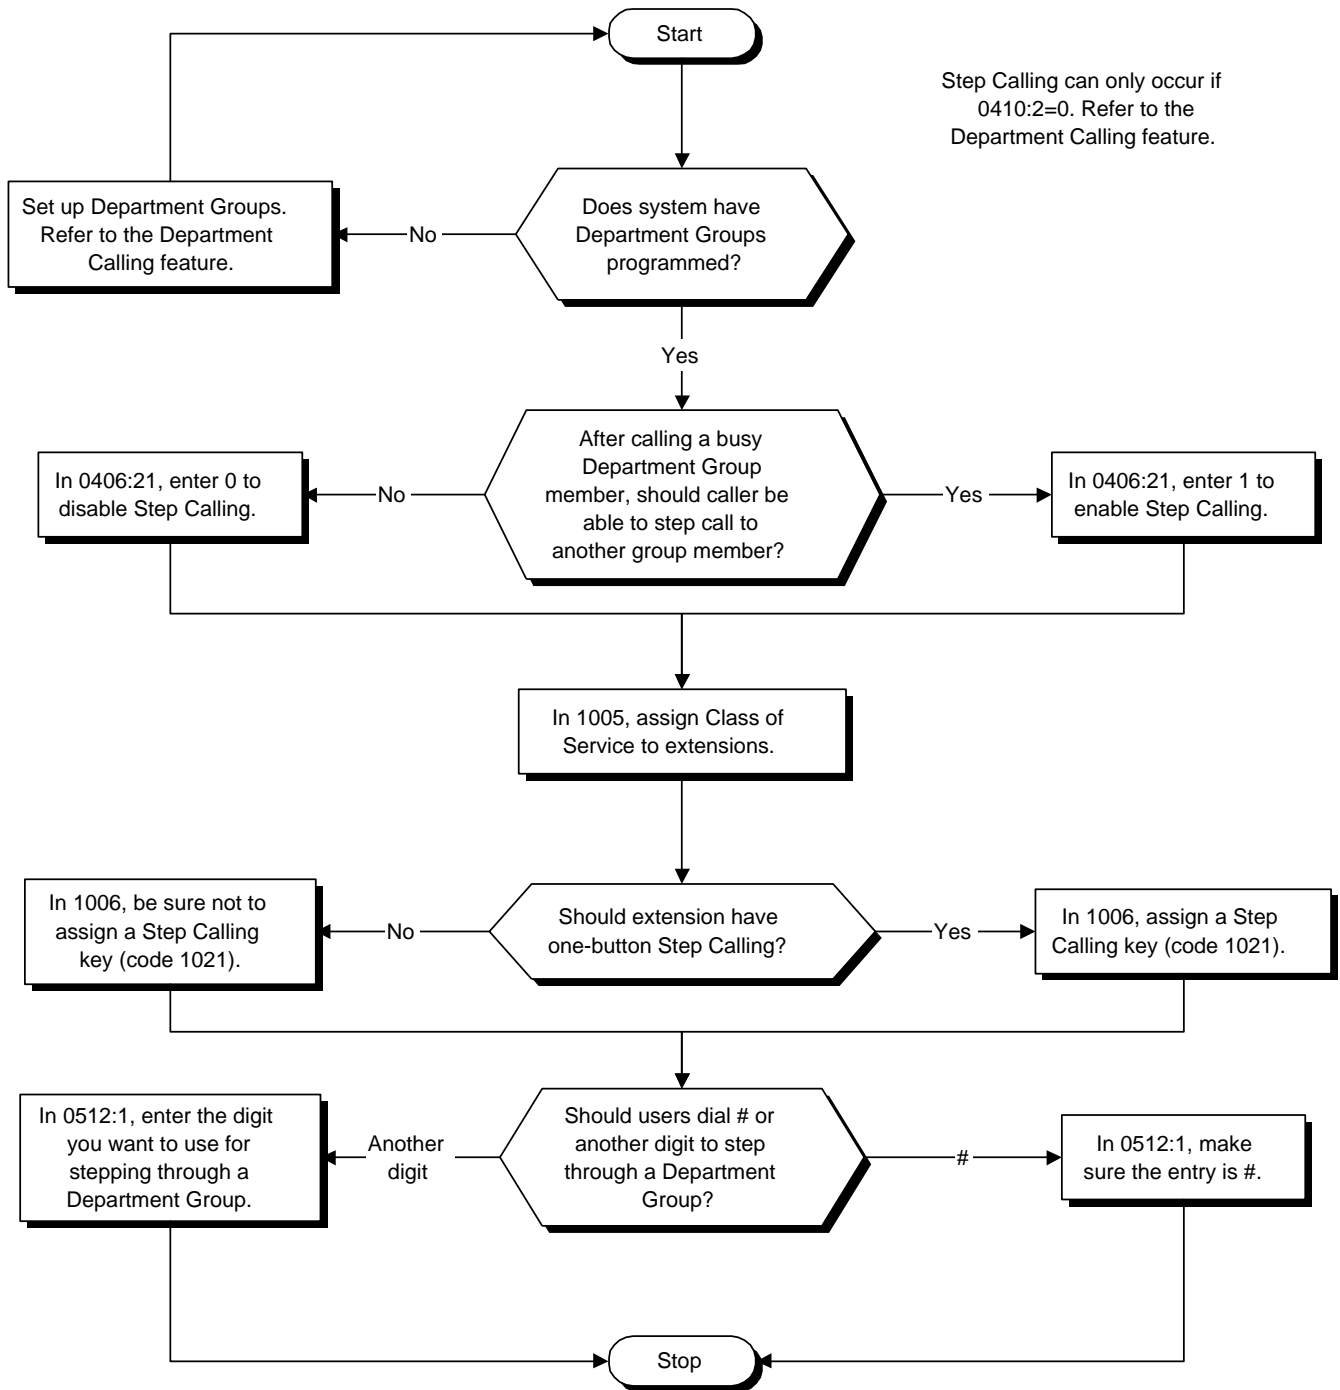 Start
Step Calling can only occur if
0410:2=0. Refer to the
Department Calling feature.
Set up Department Groups.
Refer to the Department
Calling feature.
No
Does system have
Department Groups
programmed?
Yes
In 0406:21, enter 0 to
disable Step Calling.
No
After calling a busy
Department Group
member, should caller be
able to step call to
another group member?
Yes
In 0406:21, enter 1 to
enable Step Calling.
In 1005, assign Class of
Service to extensions.
In 1006, be sure not to
assign a Step Calling
key (code 1021).
No
Should extension have
one-button Step Calling?
Yes
In 1006, assign a Step
Calling key (code 1021).
In 0512:1, enter the digit
you want to use for
stepping through a
Department Group.
Another
digit
Should users dial # or
another digit to step
through a Department
Group?
#
In 0512:1, make
sure the entry is #.
Stop